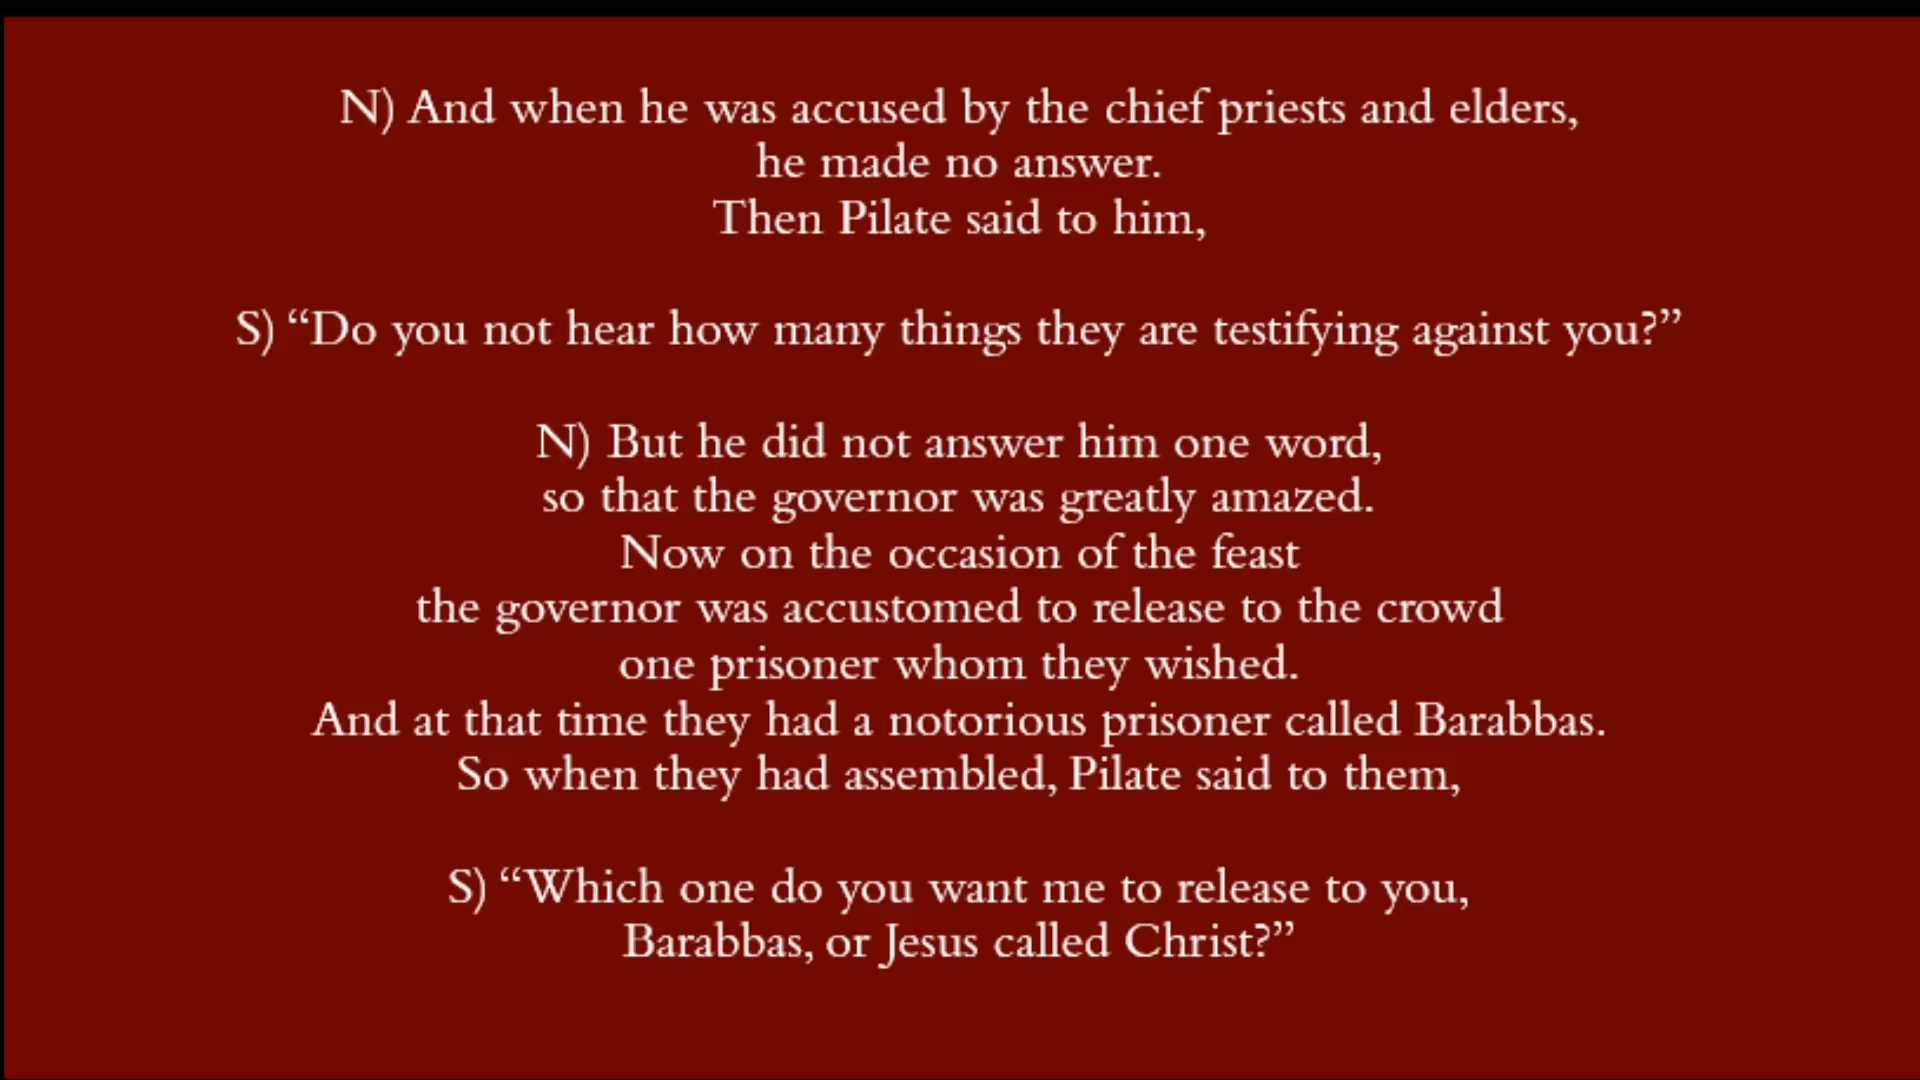 N) And when he was accused by the chief priests and elders,
he made no answer.
Then Pilate said to him,
S) “Do you not hear how many things they are testifying against you?”
N) But he did not answer him one word,
so that the governor was greatly amazed.
Now on the occasion of the feast
the governor was accustomed to release to the crowd
one prisoner whom they wished.
And at that time they had a notorious prisoner called Barabbas.
So when they had assembled, Pilate said to them,
S) “Which one do you want me to release to you,
Barabbas, or Jesus called Christ?”